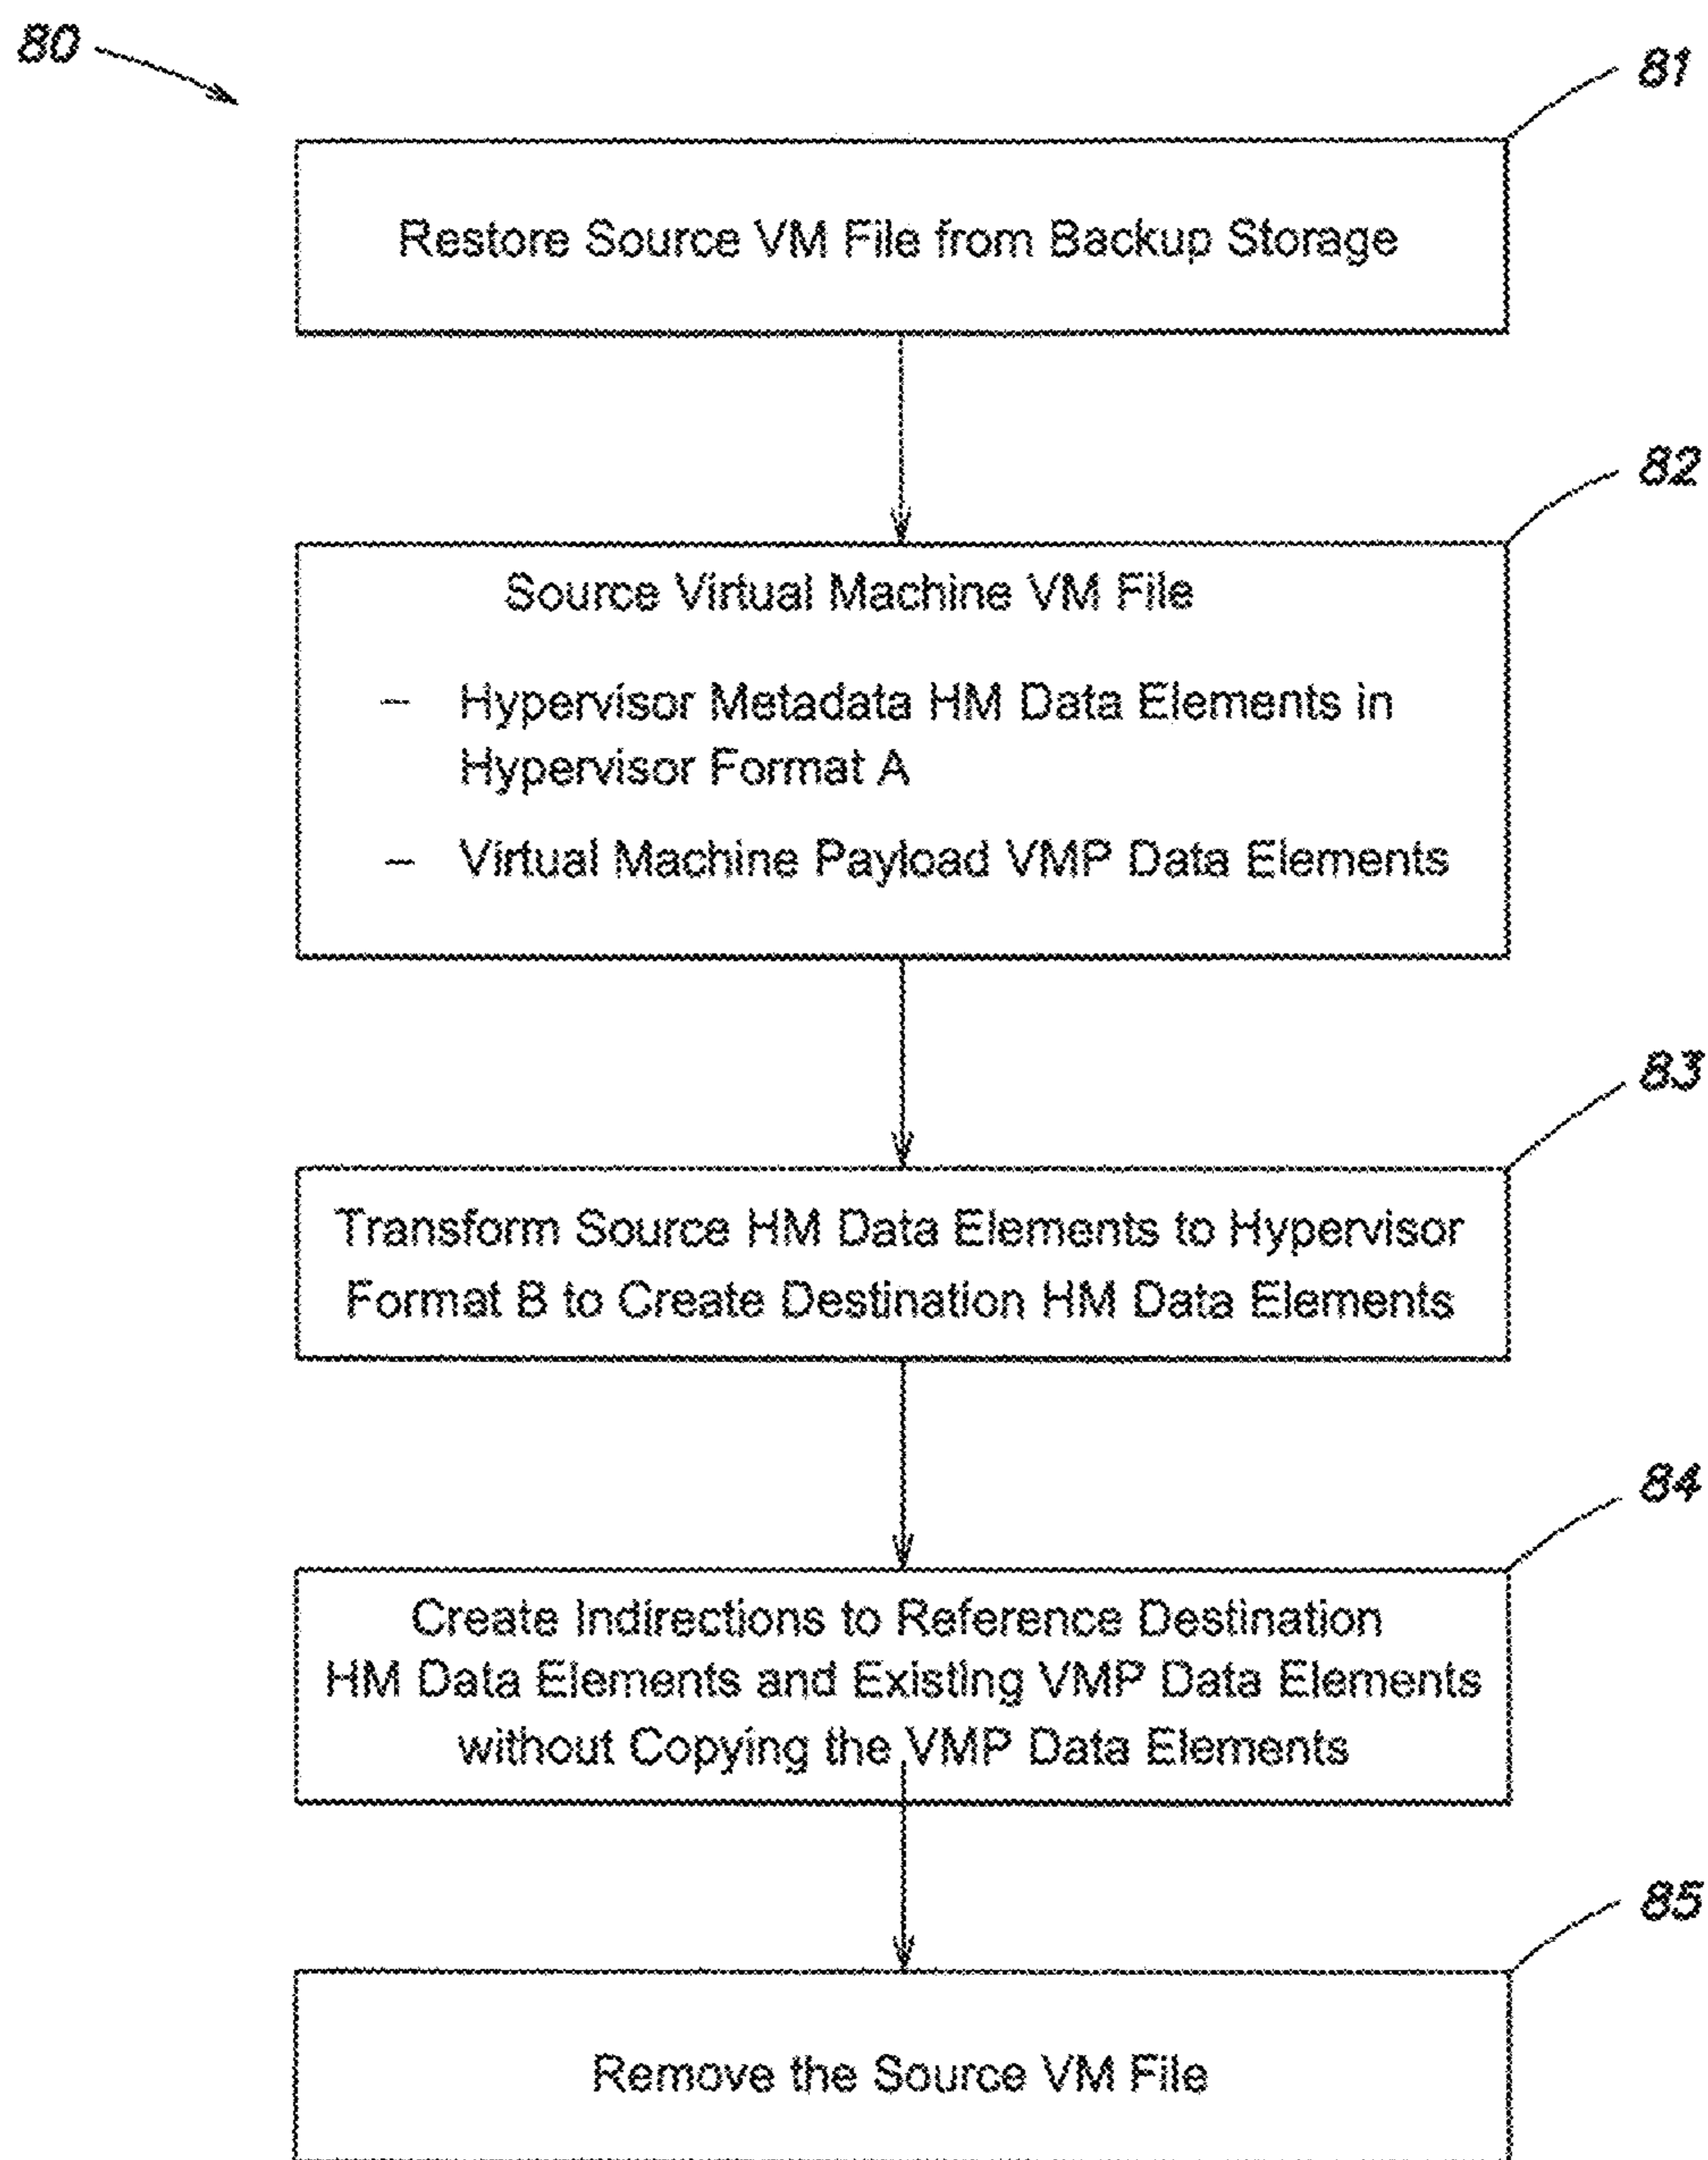 80
81
Restore Source VM File from Backup Storage
82
Source Virtual Machine VM File
– Hypervisor Metadata HM Data Elements in
Hypervisor Format A
– Virtual Machine Payload VMP Data Elements
83
Transform Source HM Data Elements to Hypervisor
Format B to Create Destination HM Data Elements
84
Create Indirections to Reference Destination
HM Data Elements and Existing VMP Data Elements
without Copying the VMP Data Elements
85
Remove the Source VM File